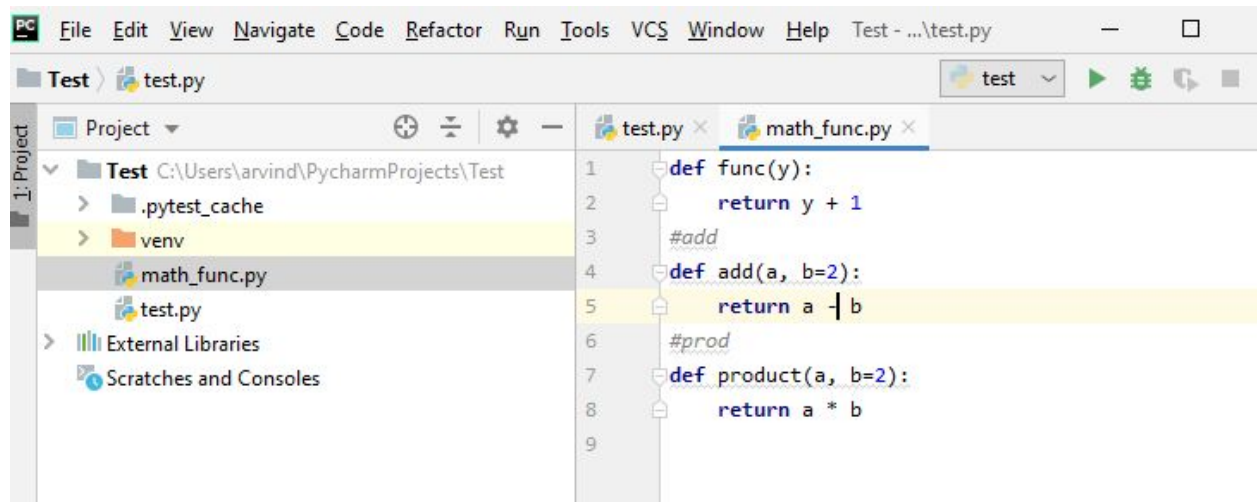 PC File Edit View Navigate Code Refactor Run Tools VCS Window Help Test - ...\test.py
Test test.py
test
1: Project
Project
Test C:\Users\arvind\PycharmProjects\Test
.pytest_cache
venv
math_func.py
test.py
External Libraries
Scratches and Consoles
test.py math_func.py
1 def func(y):
2 return y + 1
3 #add
4 def add(a, b=2):
5 return a - b
6 #prod
7 def product(a, b=2):
8 return a * b
9